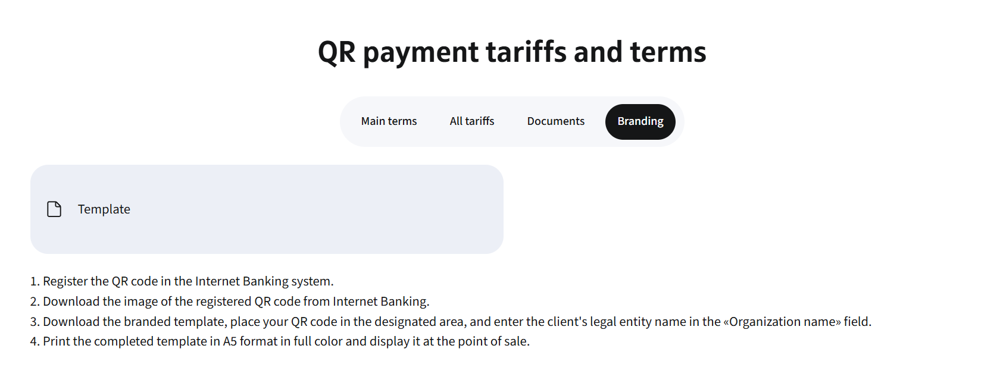 QR payment tariffs and terms
Main terms
All tariffs
Documents
Branding
Template
1. Register the QR code in the Internet Banking system.
2. Download the image of the registered QR code from Internet Banking.
3. Download the branded template, place your QR code in the designated area, and enter the client's legal entity name in the «Organization name» field.
4. Print the completed template in A5 format in full color and display it at the point of sale.